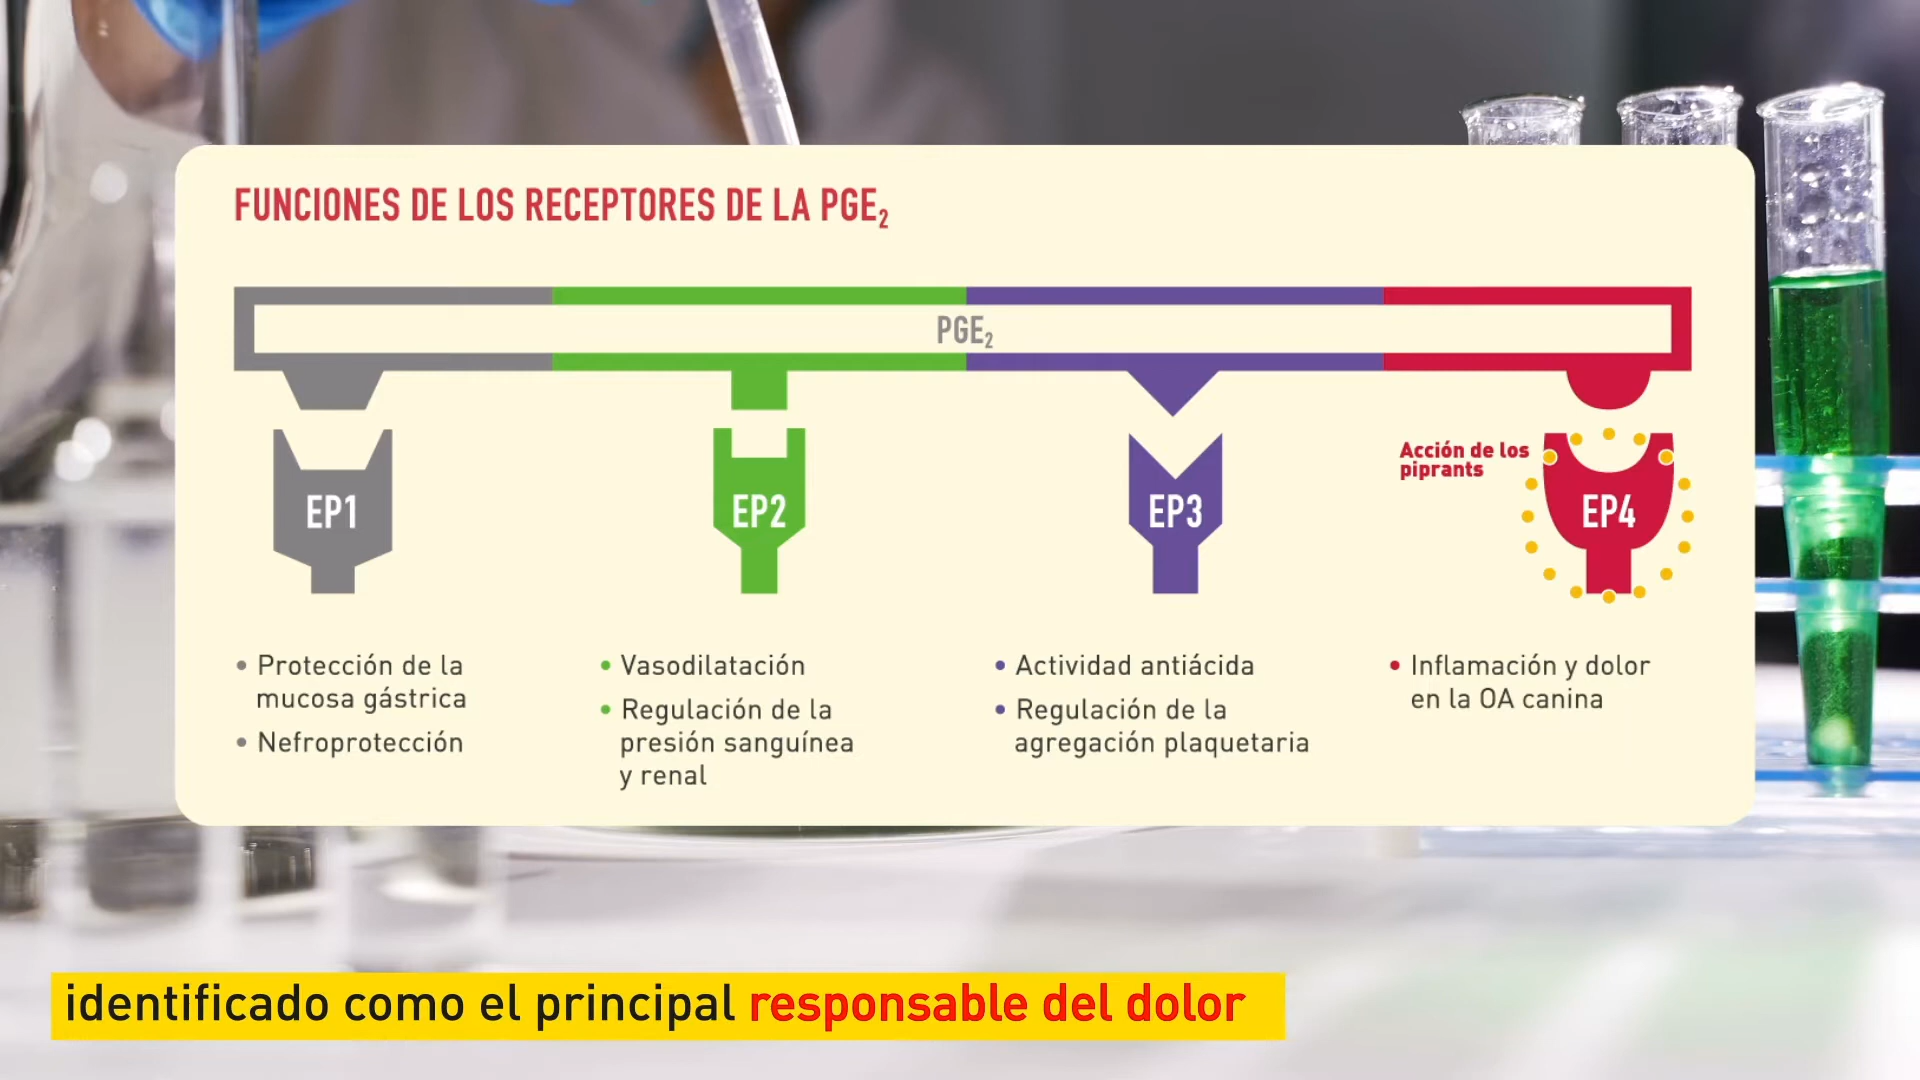 FUNCIONES DE LOS RECEPTORES DE LA PGE₂
PGE₂
Acción de los
piprants
EP1
EP2
EP3
EP4
• Protección de la
mucosa gástrica
• Nefroprotección
• Vasodilatación
• Regulación de la
presión sanguínea
y renal
• Actividad antiácida
• Regulación de la
agregación plaquetaria
• Inflamación y dolor
en la OA canina
identificado como el principal responsable del dolor